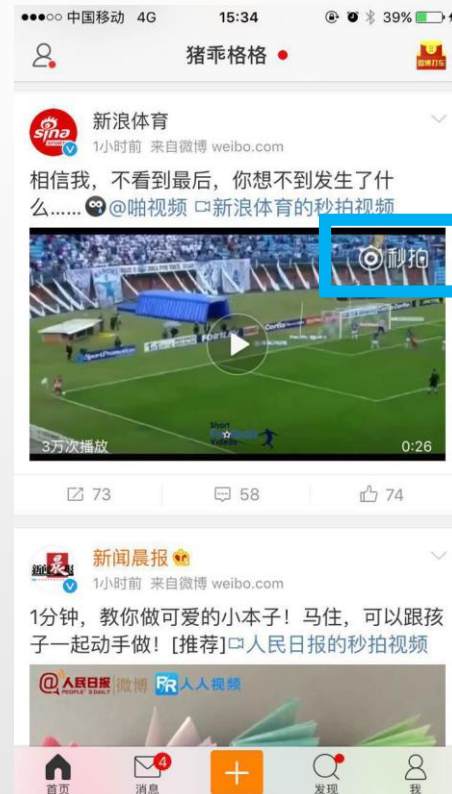 中国移动 4G 15:34 39%
猪乖格格
新浪体育
1小时前 来自微博 weibo.com
相信我，不看到最后，你想不到发生了什
么…… @啪视频 新浪体育的秒拍视频
秒拍
SportPromotion
FORTLEV
Short
Videos
3万次播放 0:26
73 58 74
新闻晨报
1小时前 来自微博 weibo.com
1分钟，教你做可爱的小本子！马住，可以跟孩
子一起动手做！[推荐] 人民日报的秒拍视频
人民日报 微博 人人视频
PEOPLE'S DAILY
4
首页 消息 发现 我